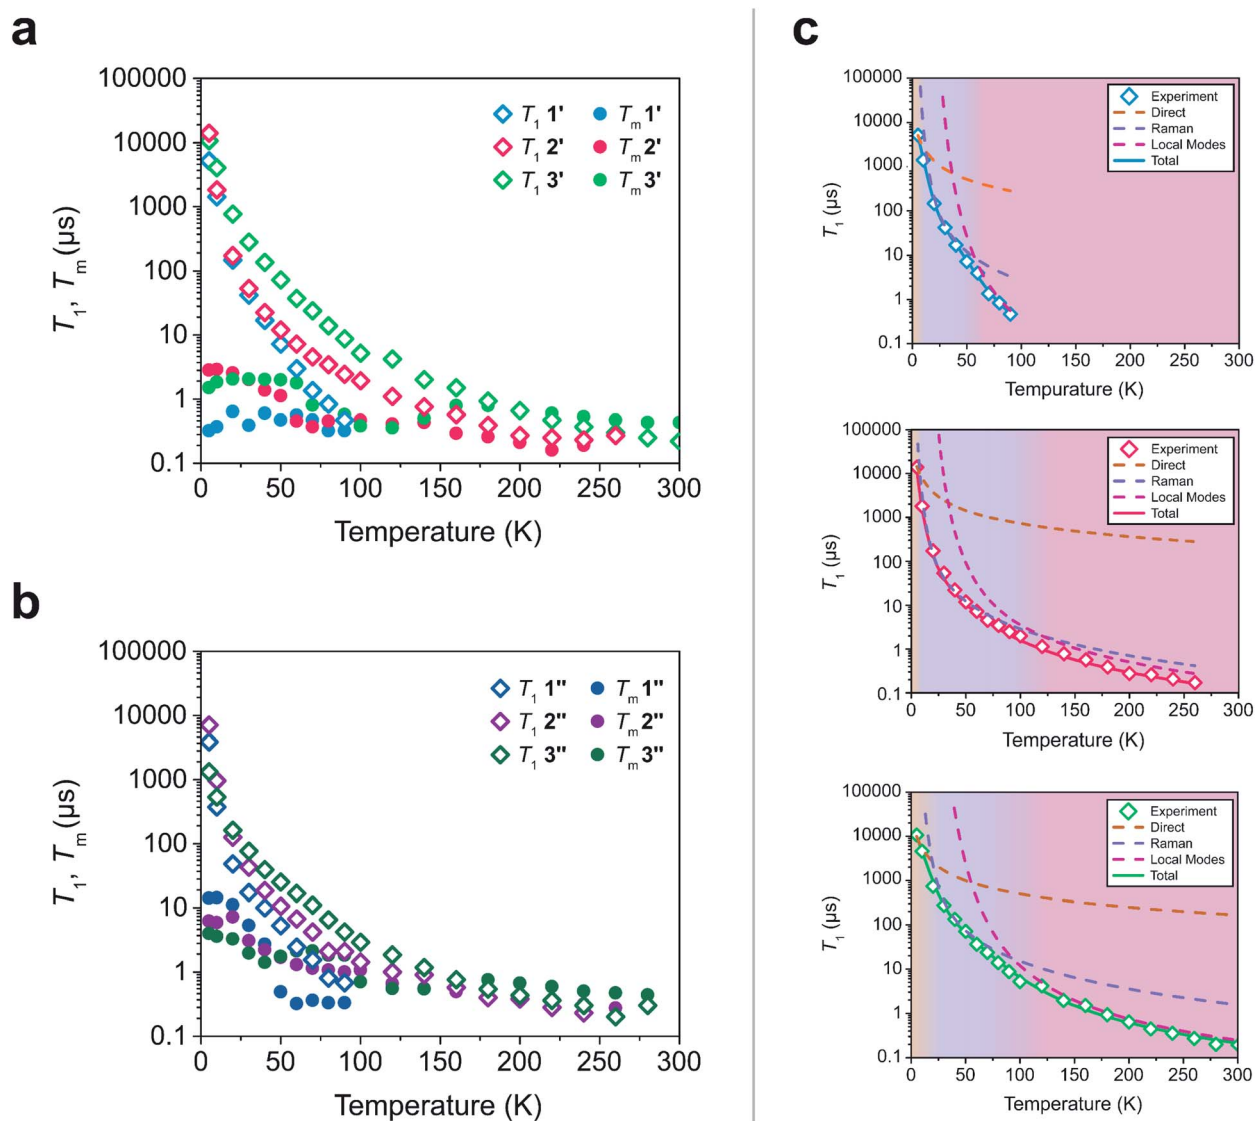 a
100000
10000
1000
100
10
1
0.1
T1, Tm (µs)
T1 1' Tm 1'
T1 2' Tm 2'
T1 3' Tm 3'
0 50 100 150 200 250 300
Temperature (K)
b
100000
10000
1000
100
10
1
0.1
T1, Tm (µs)
T1 1" Tm 1"
T1 2" Tm 2"
T1 3" Tm 3"
0 50 100 150 200 250 300
Temperature (K)
c
100000
10000
1000
100
10
1
0.1
T1 (µs)
Experiment
Direct
Raman
Local Modes
Total
0 50 100 150 200 250 300
Tempurature (K)
100000
10000
1000
100
10
1
0.1
T1 (µs)
Experiment
Direct
Raman
Local Modes
Total
0 50 100 150 200 250 300
Temperature (K)
100000
10000
1000
100
10
1
0.1
T1 (µs)
Experiment
Direct
Raman
Local Modes
Total
0 50 100 150 200 250 300
Temperature (K)